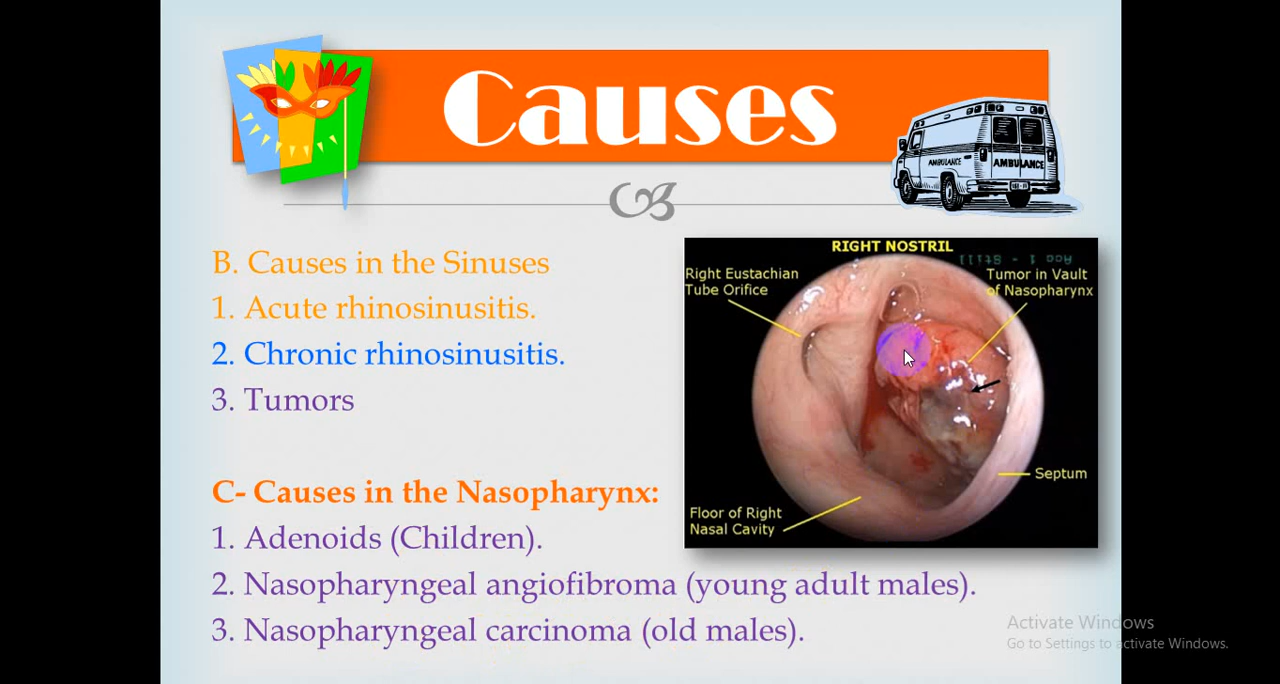 Causes
AMBULANCE
AMBULANCE
B. Causes in the Sinuses
1. Acute rhinosinusitis.
2. Chronic rhinosinusitis.
3. Tumors
RIGHT NOSTRIL
Right Eustachian
Tube Orifice
Tumor in Vault
of Nasopharynx
Septum
Floor of Right
Nasal Cavity
C- Causes in the Nasopharynx:
1. Adenoids (Children).
2. Nasopharyngeal angiofibroma (young adult males).
3. Nasopharyngeal carcinoma (old males).
Activate Windows
Go to Settings to activate Windows.